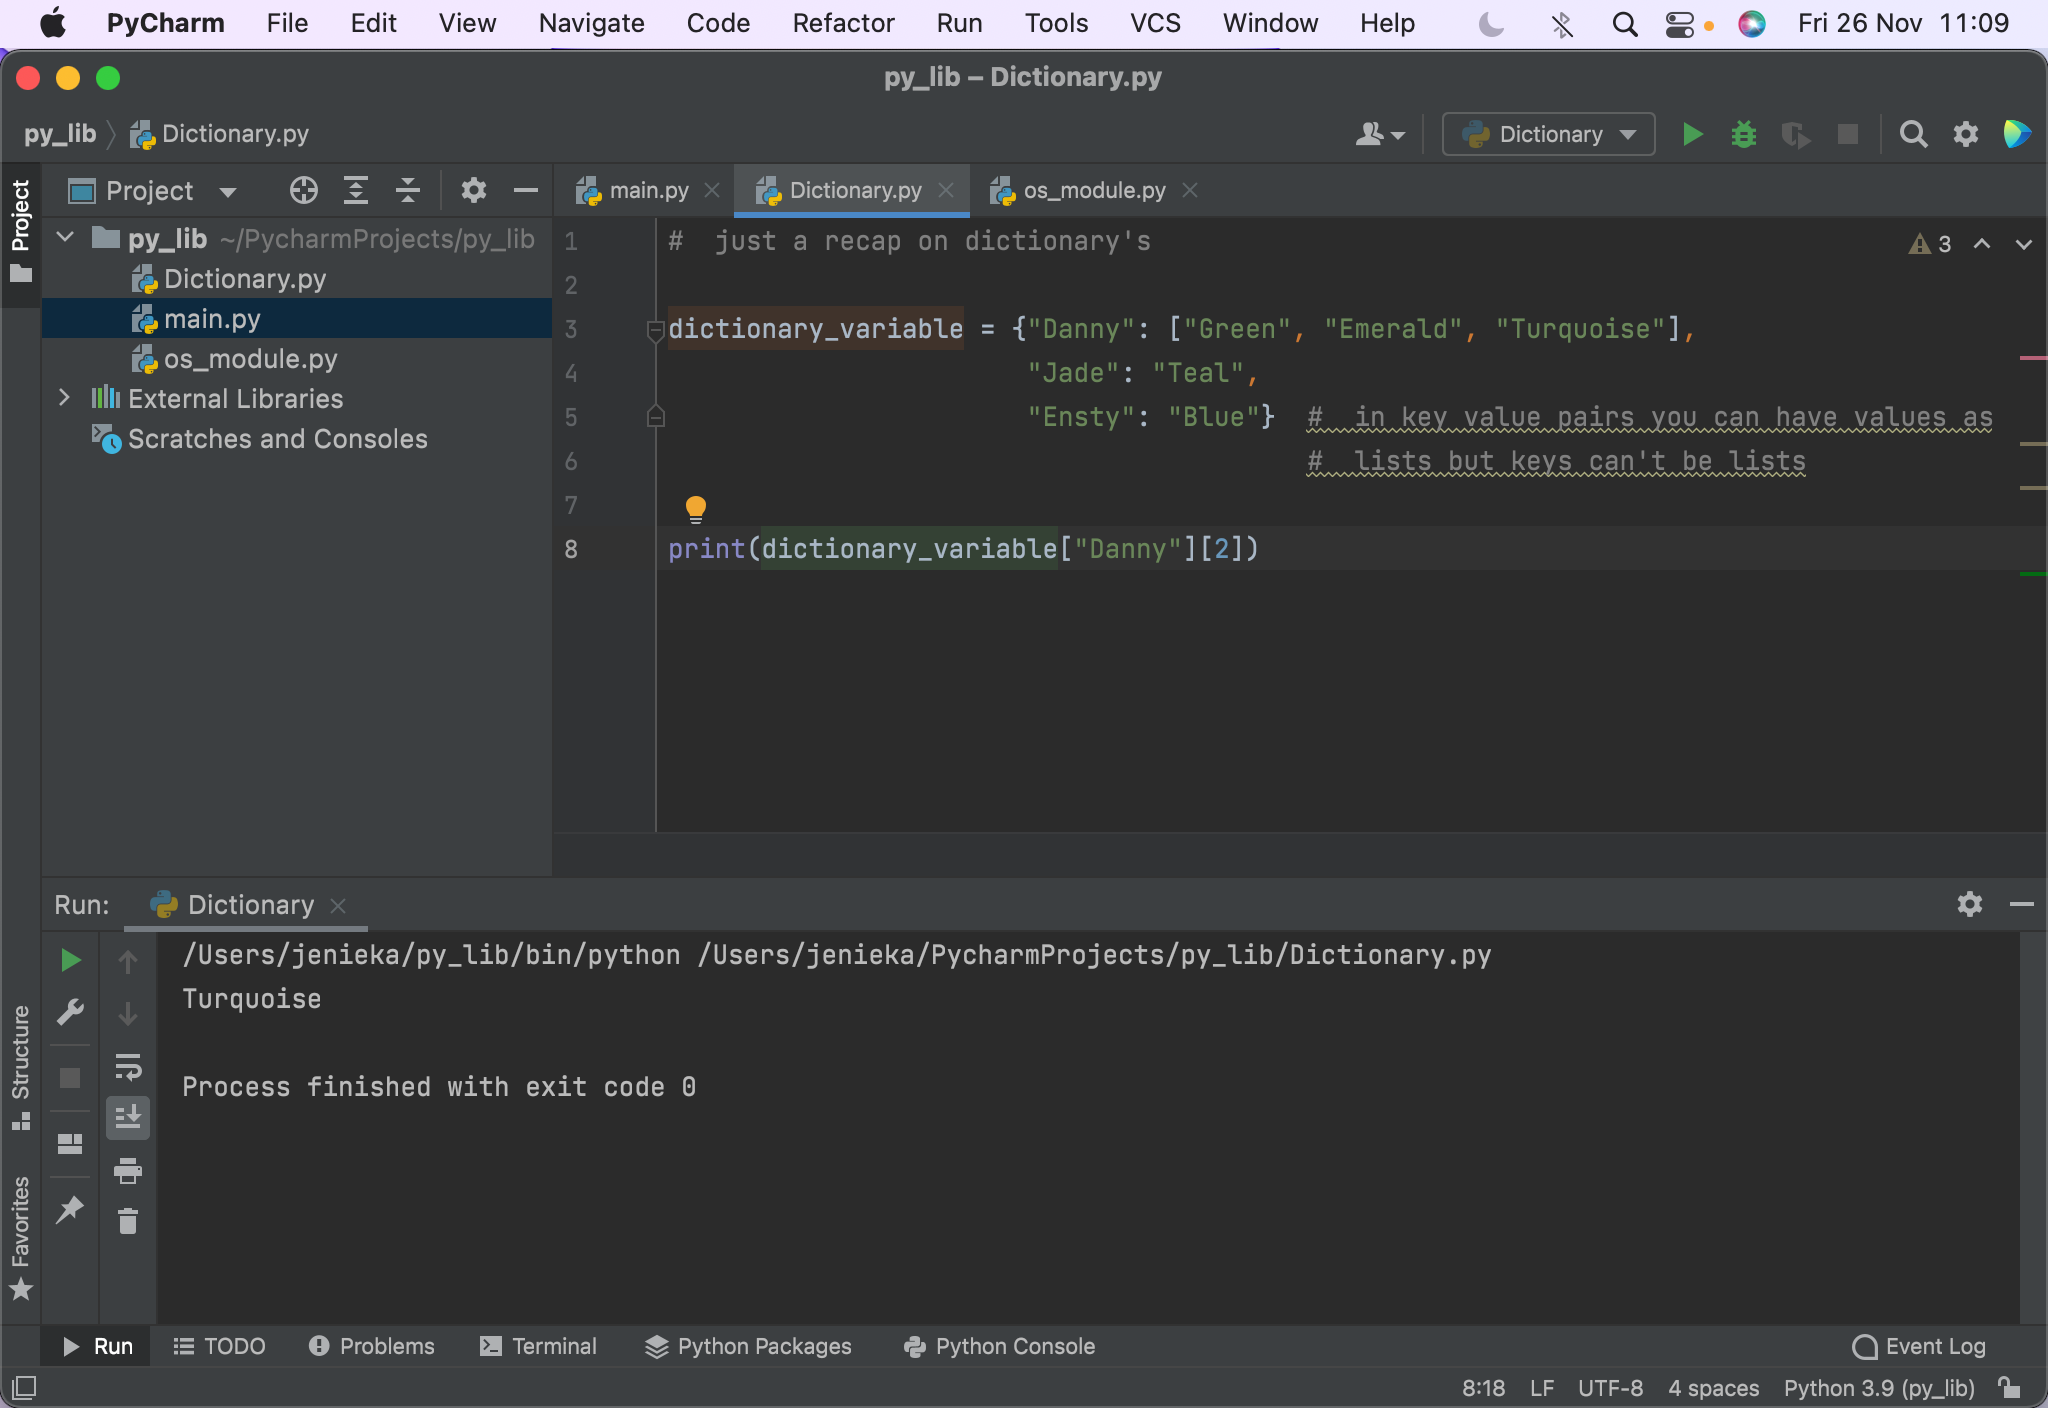 PyCharm File Edit View Navigate Code Refactor Run Tools VCS Window Help Fri 26 Nov 11:09
py_lib – Dictionary.py
py_lib Dictionary.py Dictionary
Project
Project
main.py Dictionary.py os_module.py
py_lib ~/PycharmProjects/py_lib
Dictionary.py
main.py
os_module.py
External Libraries
Scratches and Consoles
1 # just a recap on dictionary's
3
2
3 dictionary_variable = {"Danny": ["Green", "Emerald", "Turquoise"],
4 "Jade": "Teal",
5 "Ensty": "Blue"} # in key value pairs you can have values as
6 # lists but keys can't be lists
7
8 print(dictionary_variable["Danny"][2])
Run: Dictionary
/Users/jenieka/py_lib/bin/python /Users/jenieka/PycharmProjects/py_lib/Dictionary.py
Turquoise
Process finished with exit code 0
Structure
Favorites
Run TODO Problems Terminal Python Packages Python Console Event Log
8:18 LF UTF-8 4 spaces Python 3.9 (py_lib)